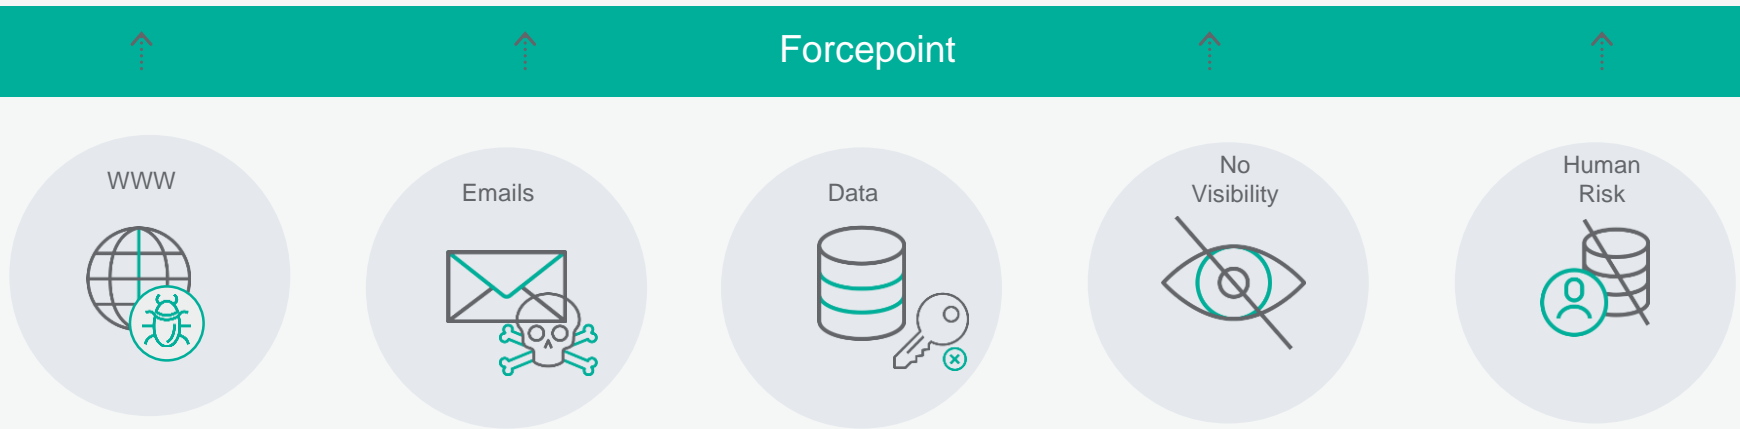 Forcepoint
WWW
Emails
Data
No
Visibility
Human
Risk